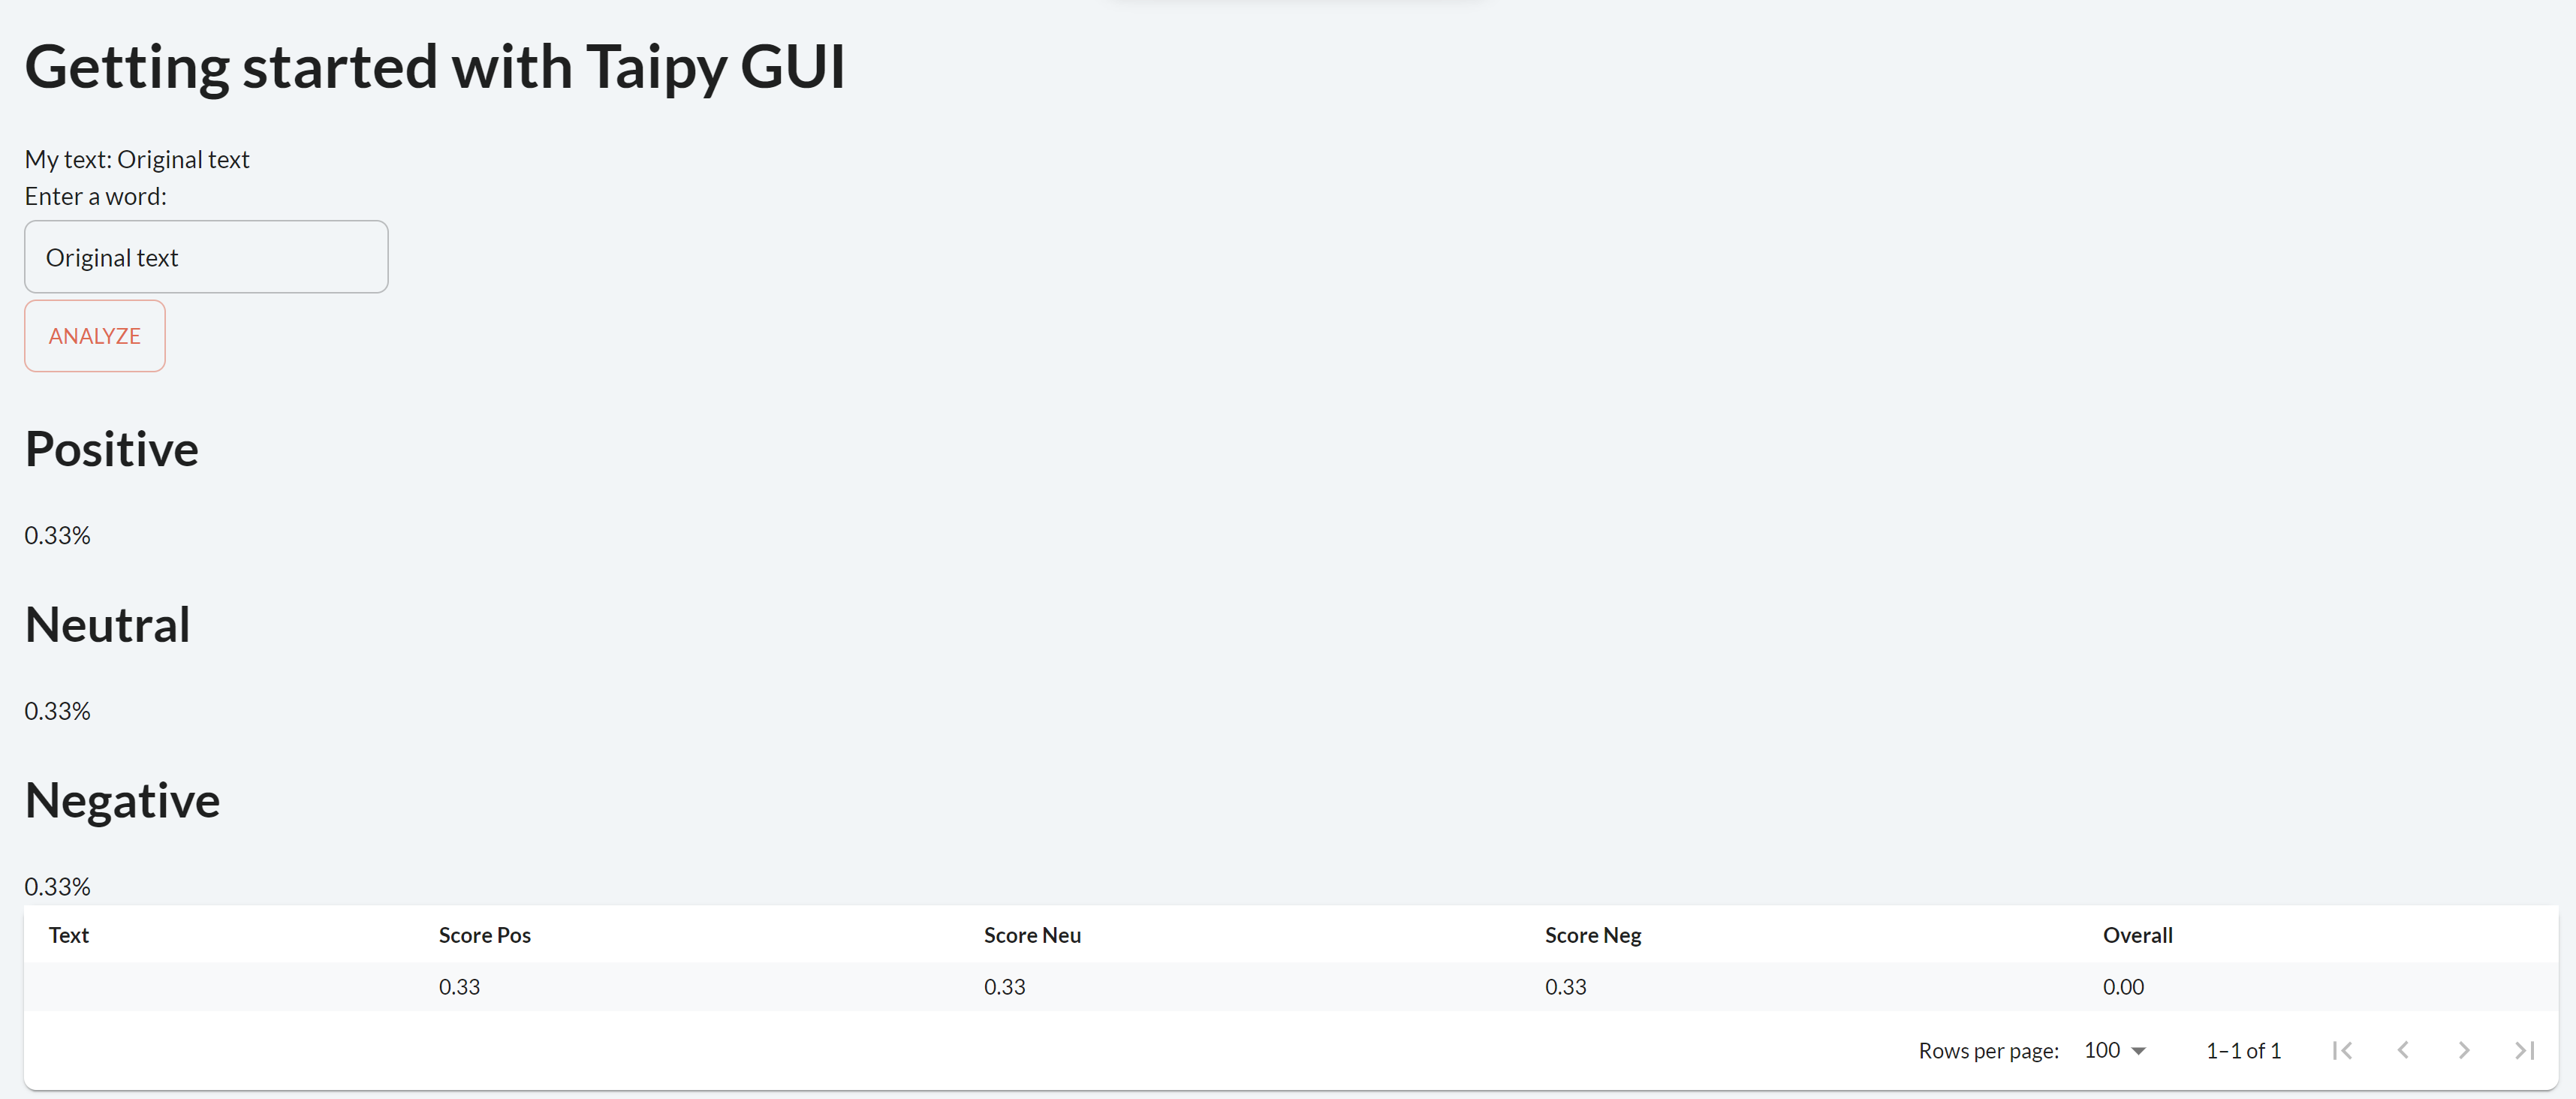 Getting started with Taipy GUI
My text: Original text
Enter a word:
Original text
ANALYZE
Positive
0.33%
Neutral
0.33%
Negative
0.33%
Text Score Pos Score Neu Score Neg Overall
0.33 0.33 0.33 0.00
Rows per page: 100 1–1 of 1